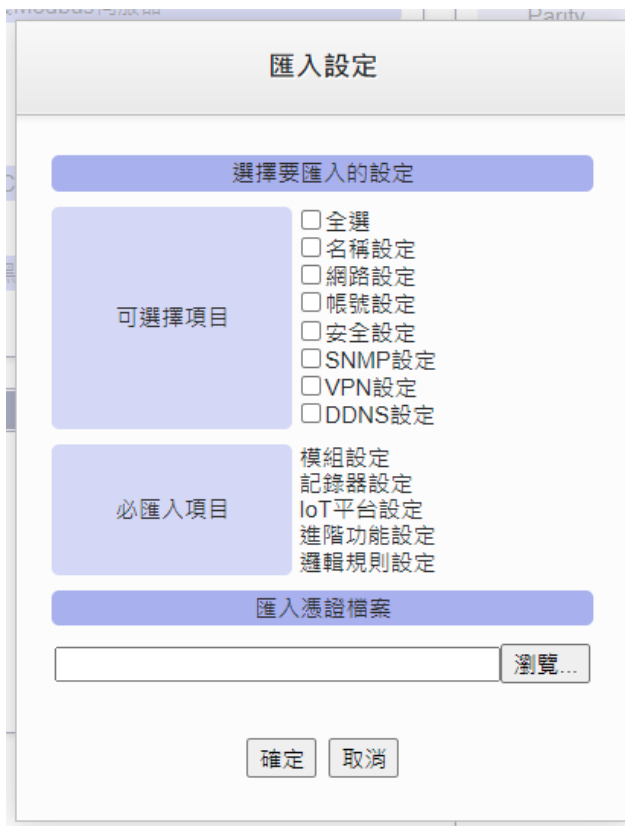 Parity
匯入設定
選擇要匯入的設定
可選擇項目
全選
名稱設定
網路設定
帳號設定
安全設定
SNMP設定
VPN設定
DDNS設定
必匯入項目
模組設定
記錄器設定
IoT平台設定
進階功能設定
邏輯規則設定
匯入憑證檔案
瀏覽...
確定
取消